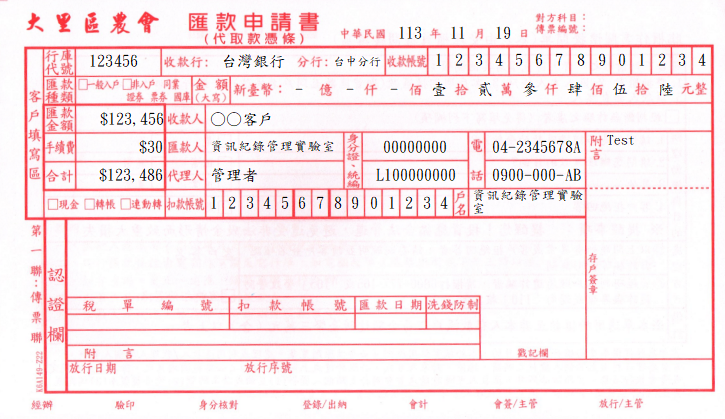 大里區農會 匯款申請書 對方科目：
(代取款憑條) 中華民國 113 年 11 月 19 日 傳票編號：
行庫代號 123456 收款行： 台灣銀行 分行：台中分行 收款帳號 1 2 3 4 5 6 7 8 9 0 1 2 3 4
匯款種類 □一般入戶 □非入戶 同業 證券 票券 國庫 金額(大寫) 新臺幣： - 億 - 仟 - 佰 壹 拾 貳 萬 參 仟 肆 佰 伍 拾 陸 元整
客戶填寫區
匯款金額 $123,456 收款人 ○○客戶
手續費 $30 匯款人 資訊紀錄管理實驗室 身分證、統編 00000000 電話 04-2345678A 附言 Test
合計 $123,486 代理人 管理者 L100000000 0900-000-AB
□現金 □轉帳 □連動轉 扣款帳號 1 2 3 4 5 6 7 8 9 0 1 2 3 4 戶名 資訊紀錄管理實驗室
第一聯：傳票聯
認證欄
存戶簽章
稅單編號 扣款帳號 匯款日期 洗錢防制
附言 戳記欄
放行日期 放行序號
經辦 驗印 身分核對 登錄/出納 會計 會簽/主管 放行/主管